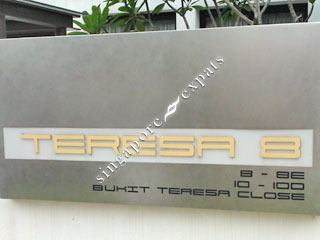 TERESA 8
8 - 8E
10 - 10D
BUKIT TERESA CLOSE
singapore expats